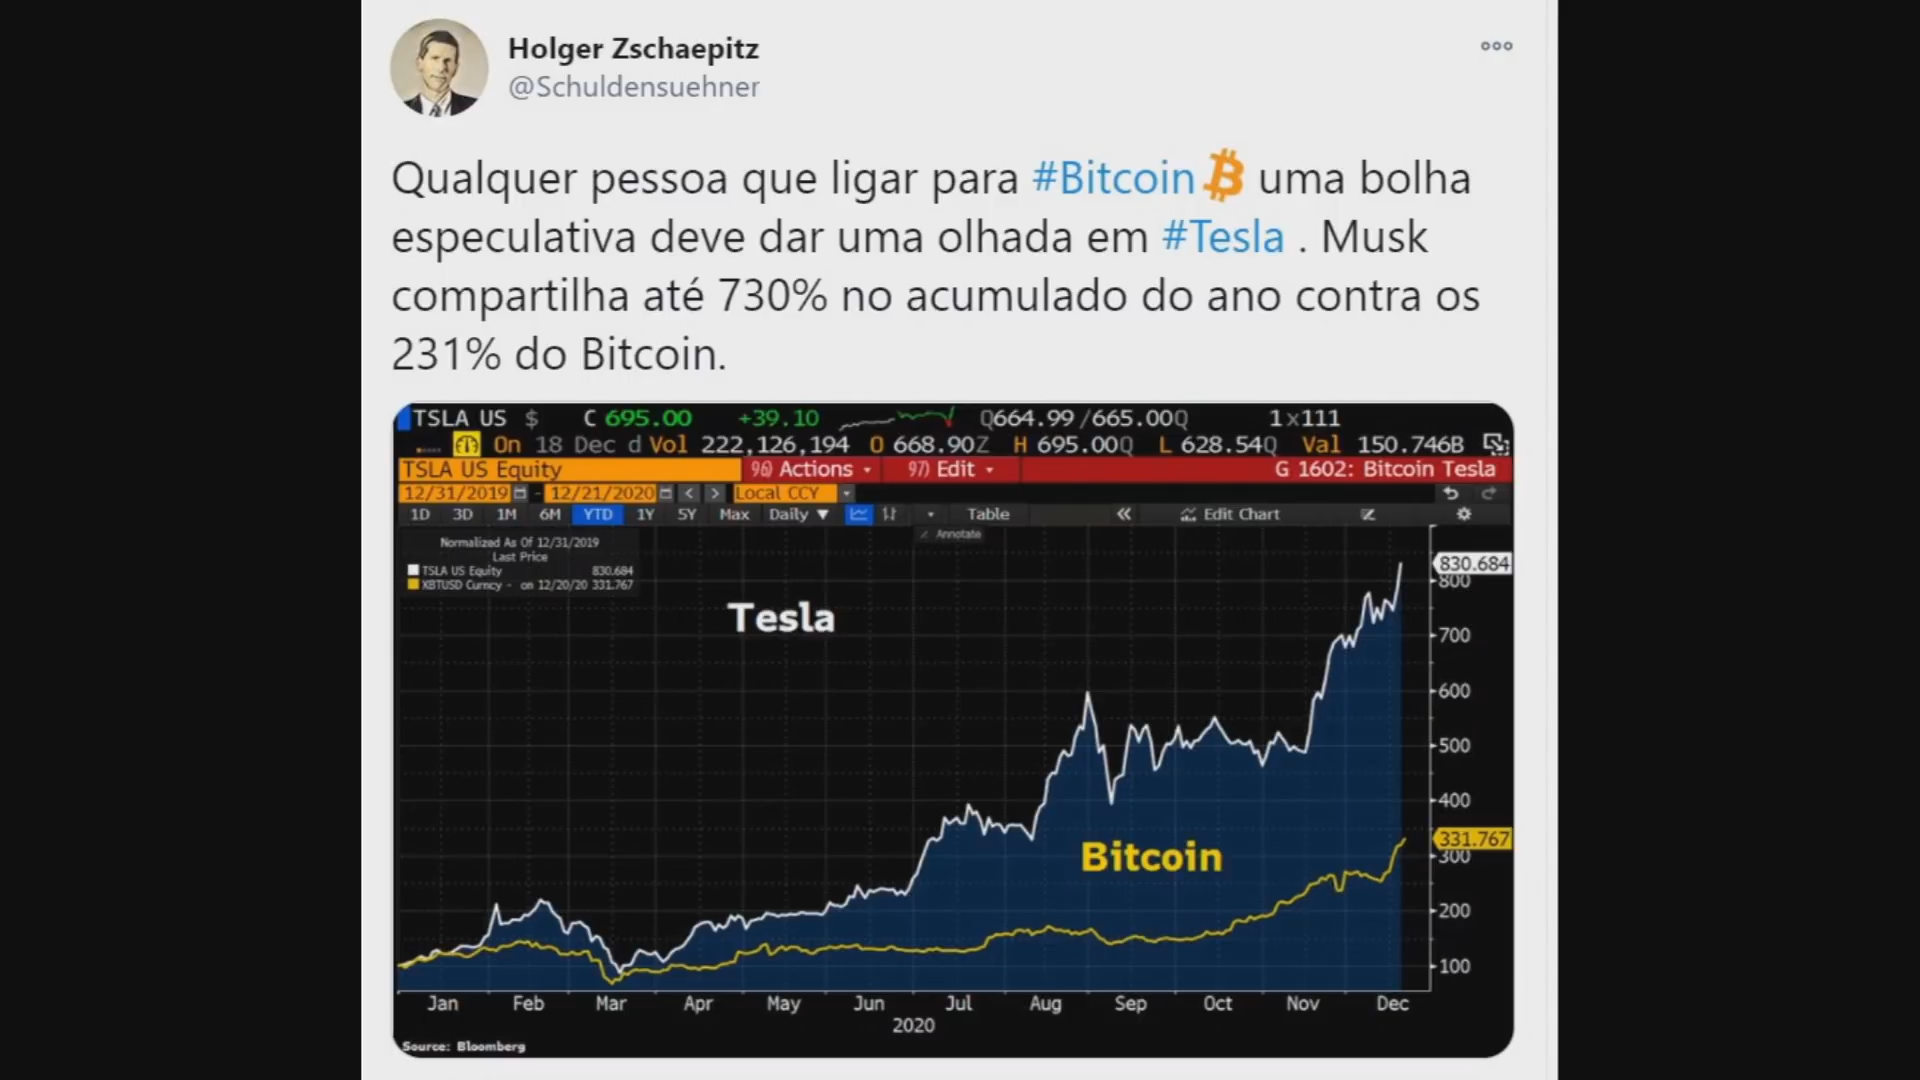 Holger Zschaepitz
@Schuldensuehner
Qualquer pessoa que ligar para #Bitcoin uma bolha
especulativa deve dar uma olhada em #Tesla . Musk
compartilha até 730% no acumulado do ano contra os
231% do Bitcoin.
TSLA US $ C 695.00 +39.10 Q664.99/665.00Q 1x111
On 18 Dec d Vol 222,126,194 O 668.90Z H 695.00Q L 628.54Q Val 150.746B
TSLA US Equity 96) Actions 97) Edit G 1602: Bitcoin Tesla
12/31/2019 - 12/21/2020 < > Local CCY
1D 3D 1M 6M YTD 1Y 5Y Max Daily ▼ Table « Edit Chart
Annotate
Normalized As Of 12/31/2019
Last Price
TSLA US Equity 830.684
XBTUSD Curncy - on 12/20/20 331.767
Tesla
Bitcoin
830.684
800
700
600
500
400
331.767
300
200
100
Jan Feb Mar Apr May Jun Jul Aug Sep Oct Nov Dec
2020
Source: Bloomberg